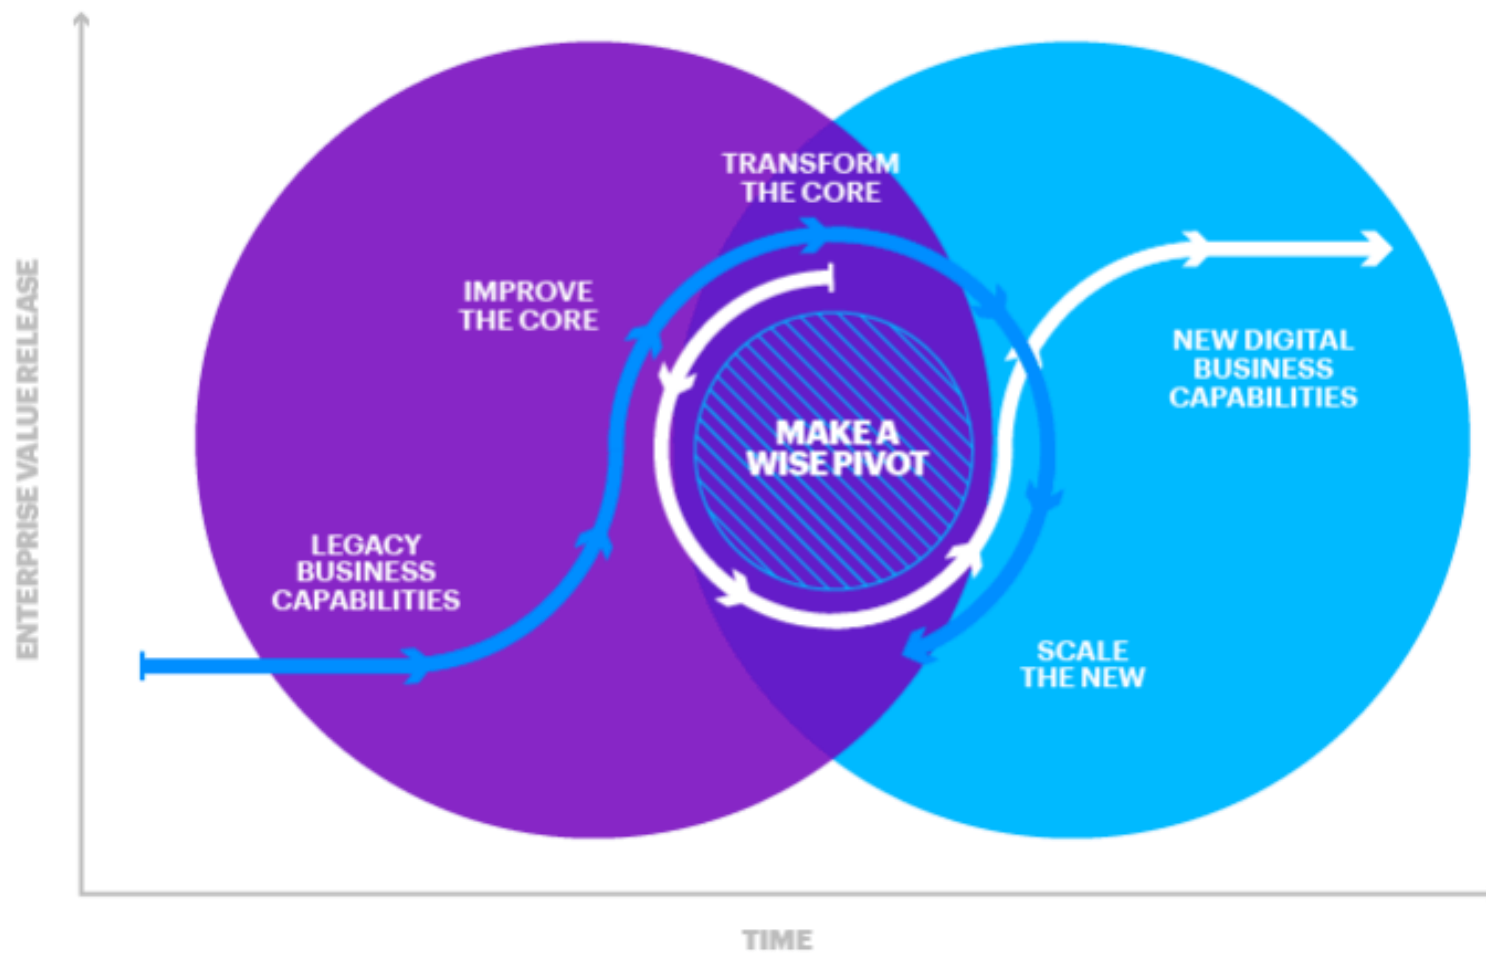 TRANSFORM
THE CORE
IMPROVE
THE CORE
NEW DIGITAL
BUSINESS
CAPABILITIES
MAKE A
WISE PIVOT
LEGACY
BUSINESS
CAPABILITIES
SCALE
THE NEW
ENTERPRISE VALUE RELEASE
TIME